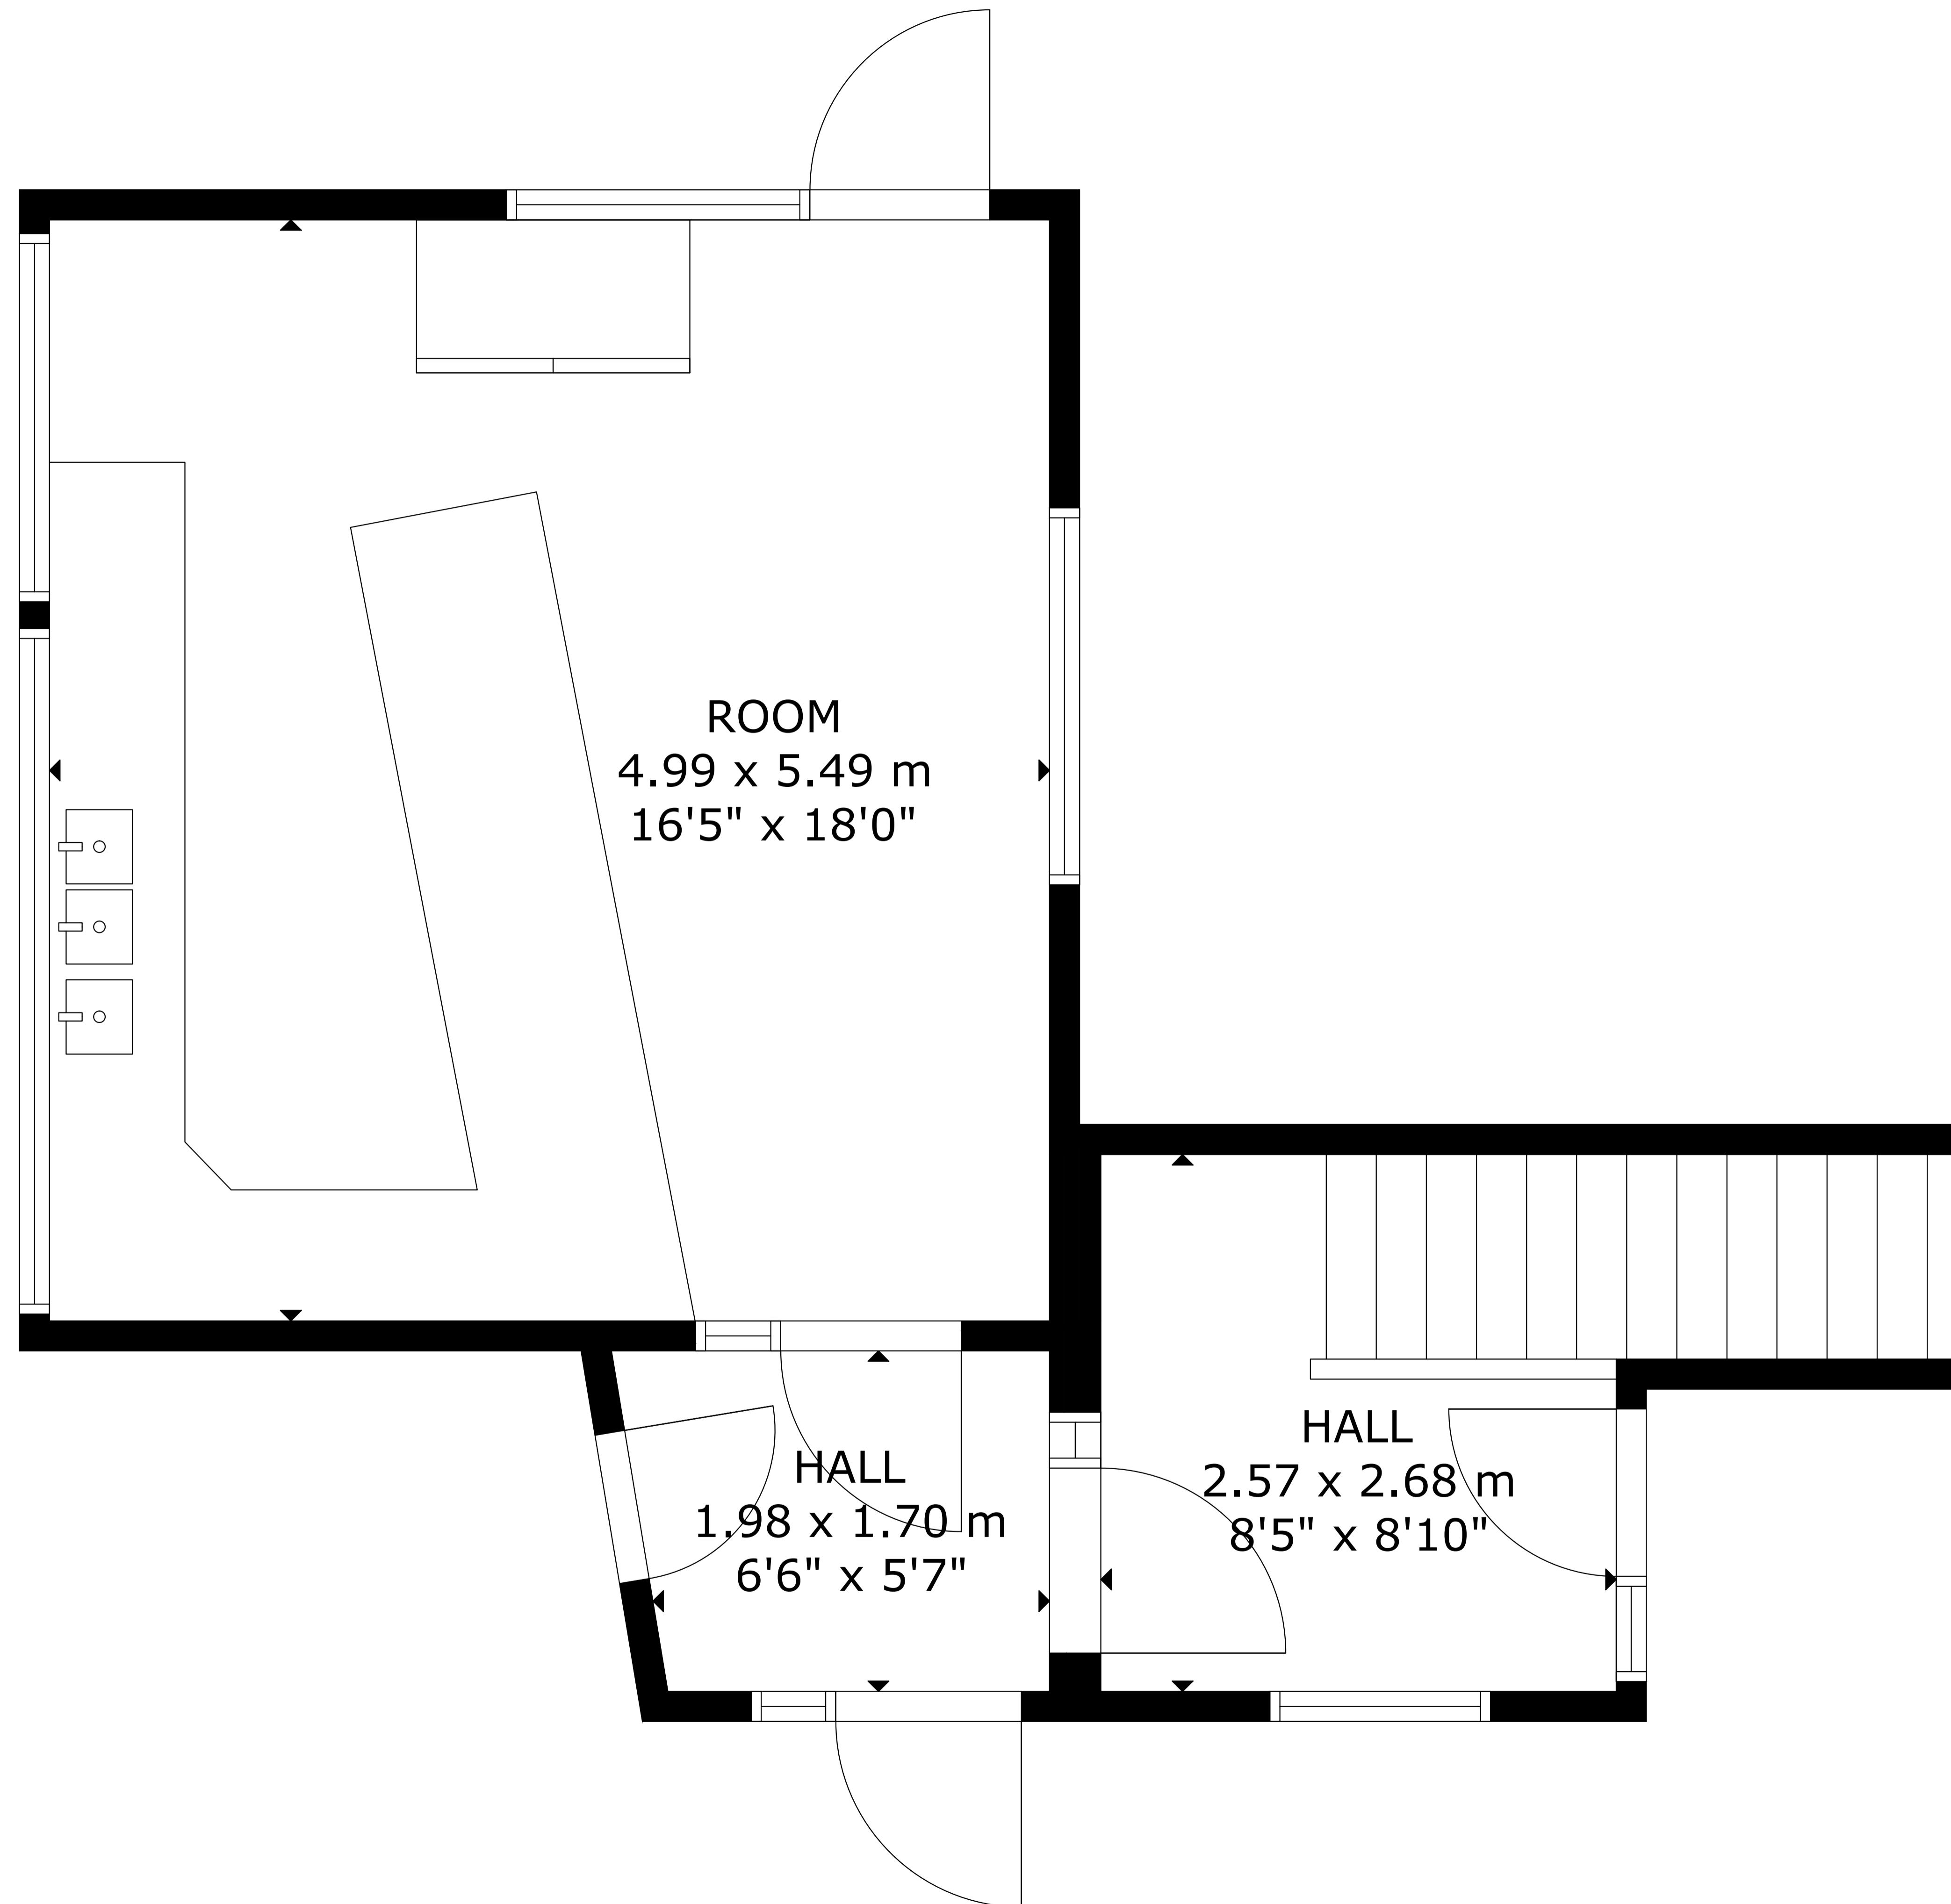 ROOM
4.99 x 5.49 m
16'5" x 18'0"
HALL
1.98 x 1.70 m
6'6" x 5'7"
HALL
2.57 x 2.68 m
8'5" x 8'10"